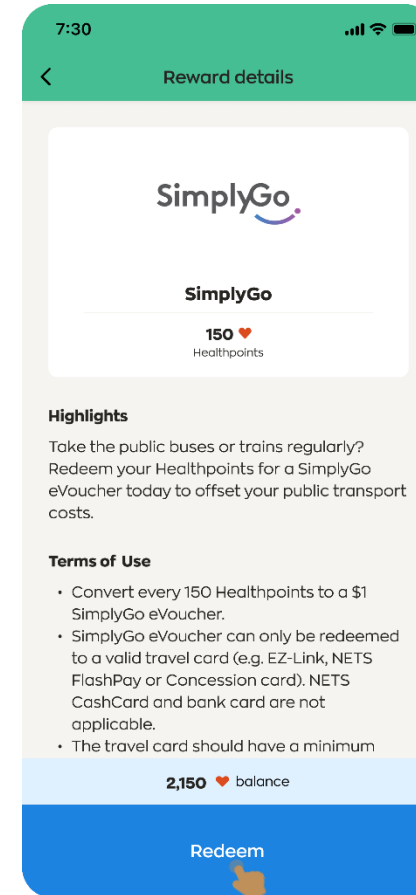 7:30
Reward details
SimplyGo
SimplyGo
150
Healthpoints
Highlights
Take the public buses or trains regularly?
Redeem your Healthpoints for a SimplyGo
eVoucher today to offset your public transport
costs.
Terms of Use
• Convert every 150 Healthpoints to a $1
SimplyGo eVoucher.
• SimplyGo eVoucher can only be redeemed
to a valid travel card (e.g. EZ-Link, NETS
FlashPay or Concession card). NETS
CashCard and bank card are not
applicable.
• The travel card should have a minimum
2,150 balance
Redeem